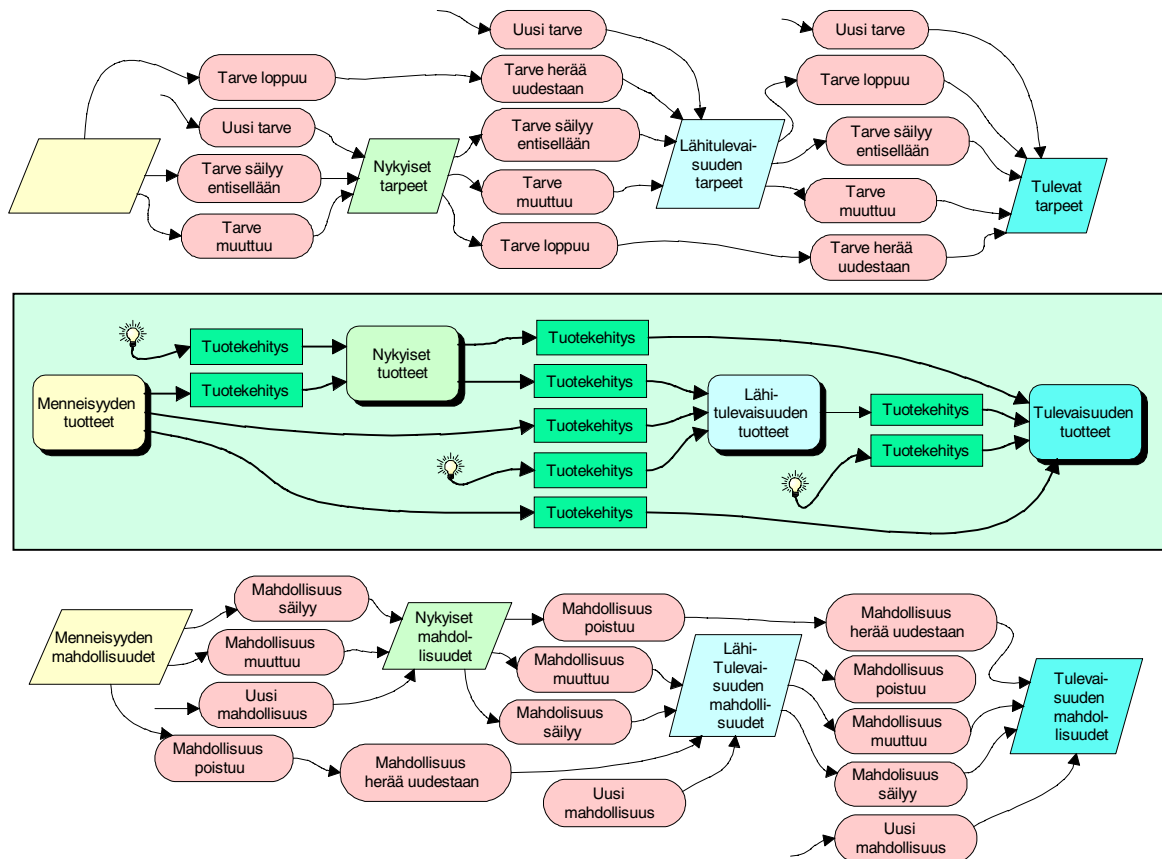 Uusi tarve
Uusi tarve
Tarve loppuu
Tarve herää
uudestaan
Tarve loppuu
Uusi tarve
Tarve säilyy
entisellään
Tarve säilyy
entisellään
Nykyiset
tarpeet
Tarve säilyy
entisellään
Lähitulevai-
suuden
tarpeet
Tarve
muuttuu
Tarve
muuttuu
Tarve
muuttuu
Tulevat
tarpeet
Tarve loppuu
Tarve herää
uudestaan
Tuotekehitys
Nykyiset
tuotteet
Tuotekehitys
Tuotekehitys
Tuotekehitys
Menneisyyden
tuotteet
Tuotekehitys
Lähi-
tulevaisuuden
tuotteet
Tuotekehitys
Tulevaisuuden
tuotteet
Tuotekehitys
Tuotekehitys
Tuotekehitys
Menneisyyden
mahdollisuudet
Mahdollisuus
säilyy
Nykyiset
mahdol-
lisuudet
Mahdollisuus
poistuu
Mahdollisuus
herää uudestaan
Mahdollisuus
muuttuu
Mahdollisuus
muuttuu
Lähi-
Tulevai-
suuden
mahdolli-
suudet
Mahdollisuus
poistuu
Tulevai-
suuden
mahdol-
lisuudet
Uusi
mahdollisuus
Mahdolisuus
säilyy
Mahdollisuus
muuttuu
Mahdollisuus
poistuu
Mahdollisuus
herää uudestaan
Uusi
mahdollisuus
Mahdolisuus
säilyy
Uusi
mahdollisuus